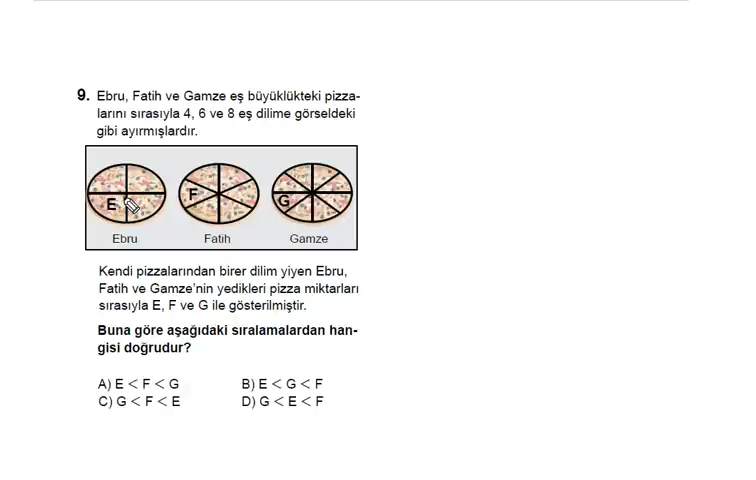 9. Ebru, Fatih ve Gamze eş büyüklükteki pizza-
larını sırasıyla 4, 6 ve 8 eş dilime görseldeki
gibi ayırmışlardır.
E F G
Ebru Fatih Gamze
Kendi pizzalarından birer dilim yiyen Ebru,
Fatih ve Gamze'nin yedikleri pizza miktarları
sırasıyla E, F ve G ile gösterilmiştir.
Buna göre aşağıdaki sıralamalardan han-
gisi doğrudur?
A) E < F < G B) E < G < F
C) G < F < E D) G < E < F